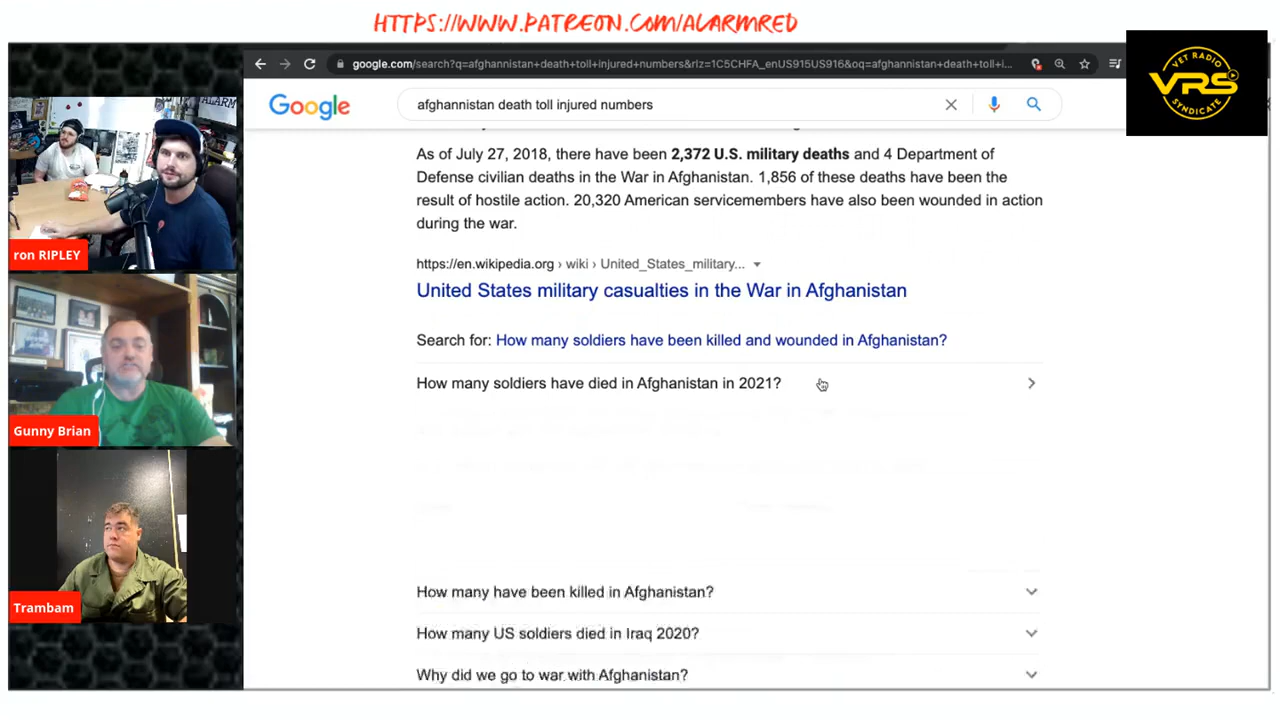 HTTPS://WWW.PATREON.COM/ALARMRED
google.com/search?q=afghannistan+death+toll+injured+numbers&rlz=1C5CHFA_enUS915US916&oq=afghannistan+death+toll+i...
VET RADIO
VRS
SYNDICATE
Google
afghannistan death toll injured numbers
As of July 27, 2018, there have been 2,372 U.S. military deaths and 4 Department of
Defense civilian deaths in the War in Afghanistan. 1,856 of these deaths have been the
result of hostile action. 20,320 American servicemembers have also been wounded in action
during the war.
https://en.wikipedia.org › wiki › United_States_military...
United States military casualties in the War in Afghanistan
Search for: How many soldiers have been killed and wounded in Afghanistan?
How many soldiers have died in Afghanistan in 2021?
How many have been killed in Afghanistan?
How many US soldiers died in Iraq 2020?
Why did we go to war with Afghanistan?
ALARM
ron RIPLEY
Gunny Brian
Trambam